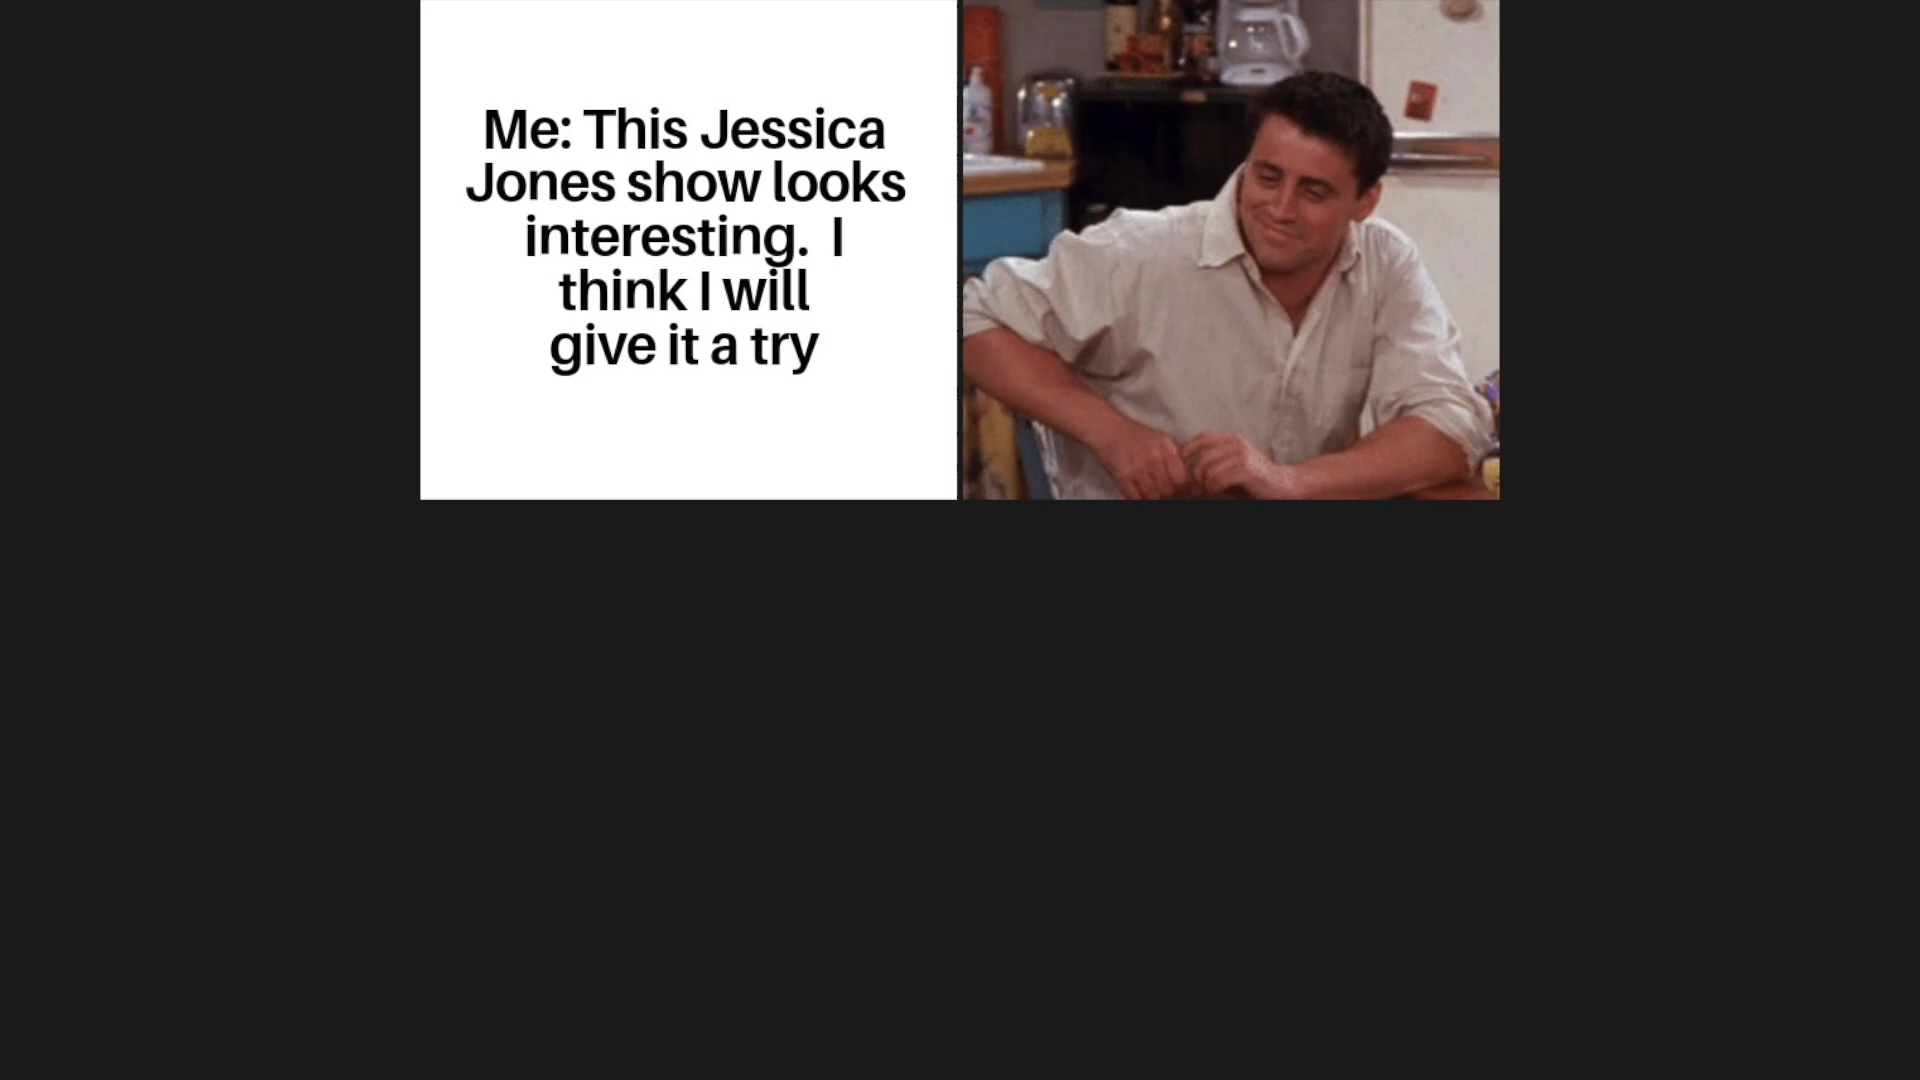 Me: This Jessica
Jones show looks
interesting.  I
think I will
give it a try